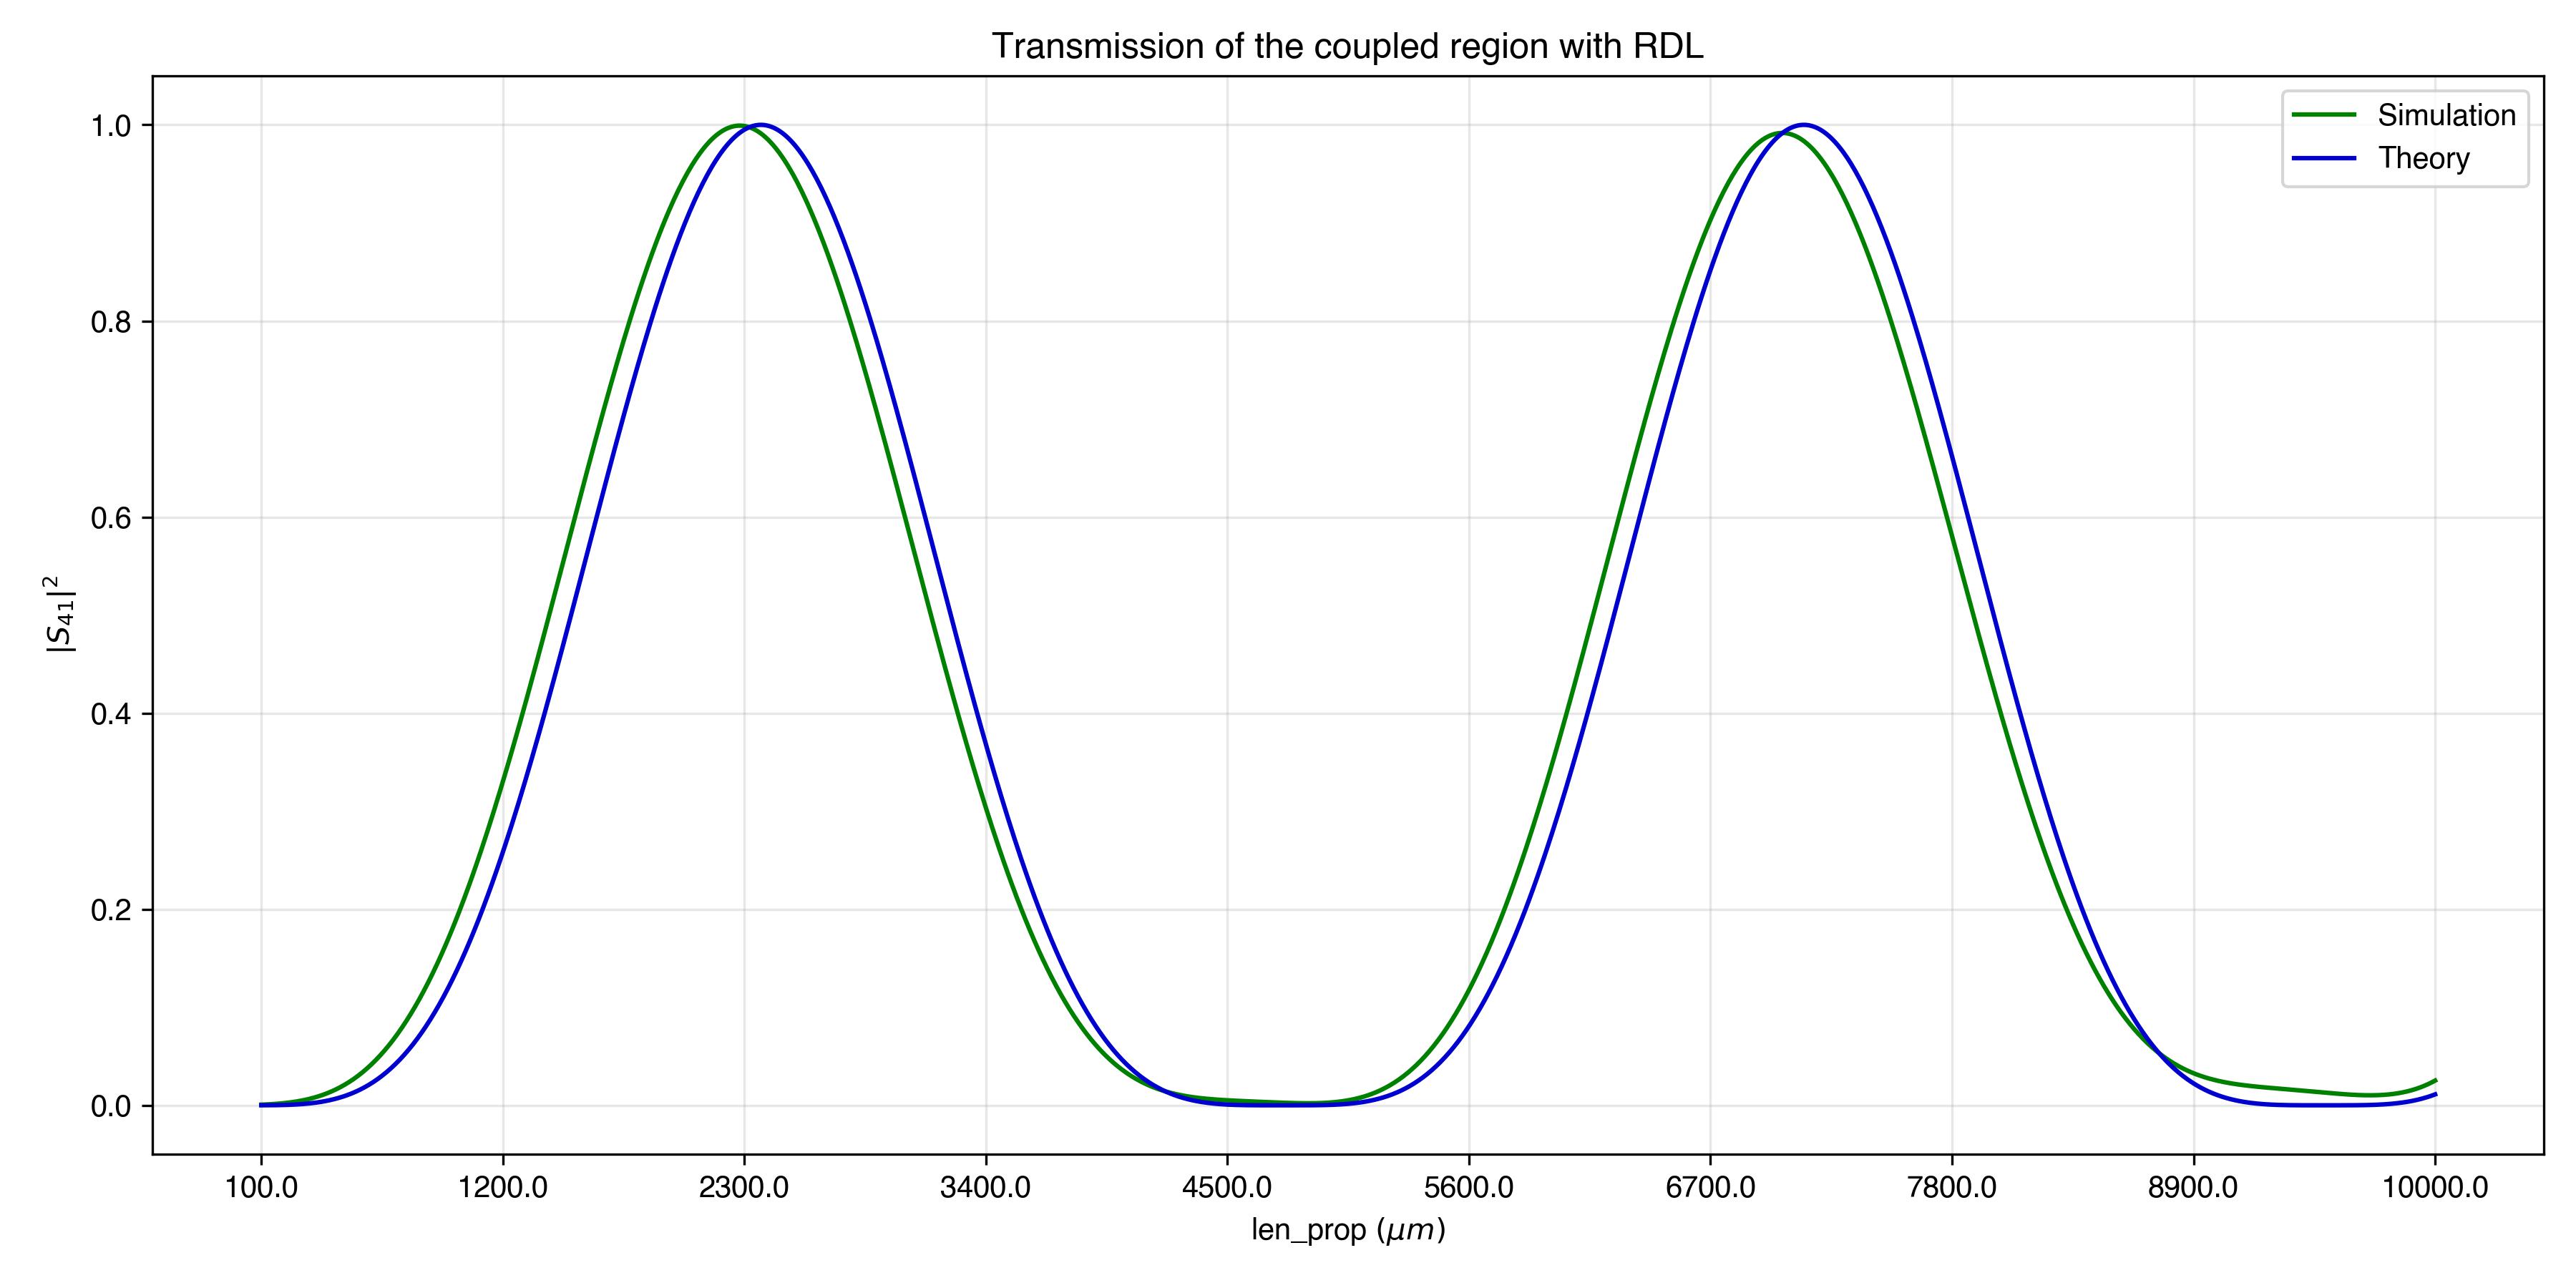 Transmission of the coupled region with RDL
Simulation
Theory
|S₄₁|²
1.0
0.8
0.6
0.4
0.2
0.0
100.0 1200.0 2300.0 3400.0 4500.0 5600.0 6700.0 7800.0 8900.0 10000.0
len_prop (μm)